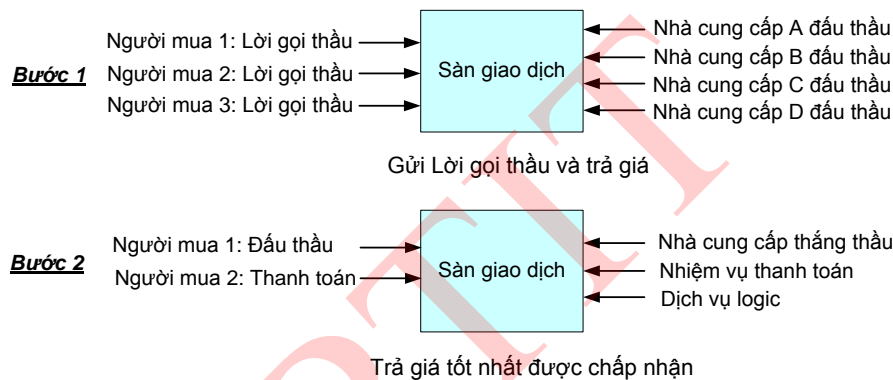 Bước 1
Người mua 1: Lời gọi thầu
Người mua 2: Lời gọi thầu
Người mua 3: Lời gọi thầu
Sàn giao dịch
Nhà cung cấp A đấu thầu
Nhà cung cấp B đấu thầu
Nhà cung cấp C đấu thầu
Nhà cung cấp D đấu thầu
Gửi Lời gọi thầu và trả giá
Bước 2
Người mua 1: Đấu thầu
Người mua 2: Thanh toán
Sàn giao dịch
Nhà cung cấp thắng thầu
Nhiệm vụ thanh toán
Dịch vụ logic
Trả giá tốt nhất được chấp nhận
PTIT